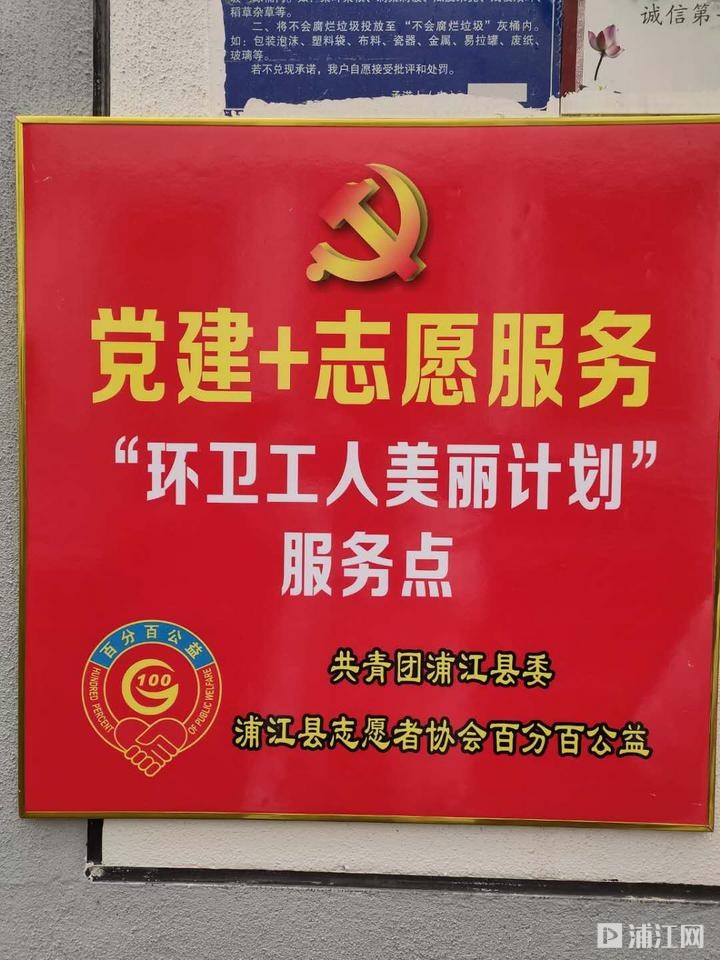 稻草杂草等。
二、将不会腐烂垃圾投放至“不会腐烂垃圾”灰桶内。
如：包装泡沫、塑料袋、布料、瓷器、金属、易拉罐、废纸、
玻璃等。
若不兑现承诺，我户自愿接受批评和处罚。
诚信第
党建+志愿服务
“环卫工人美丽计划”
服务点
百分百公益
100
HUNDRED PERCENT
OF PUBLIC WELFARE
共青团浦江县委
浦江县志愿者协会百分百公益
浦江网